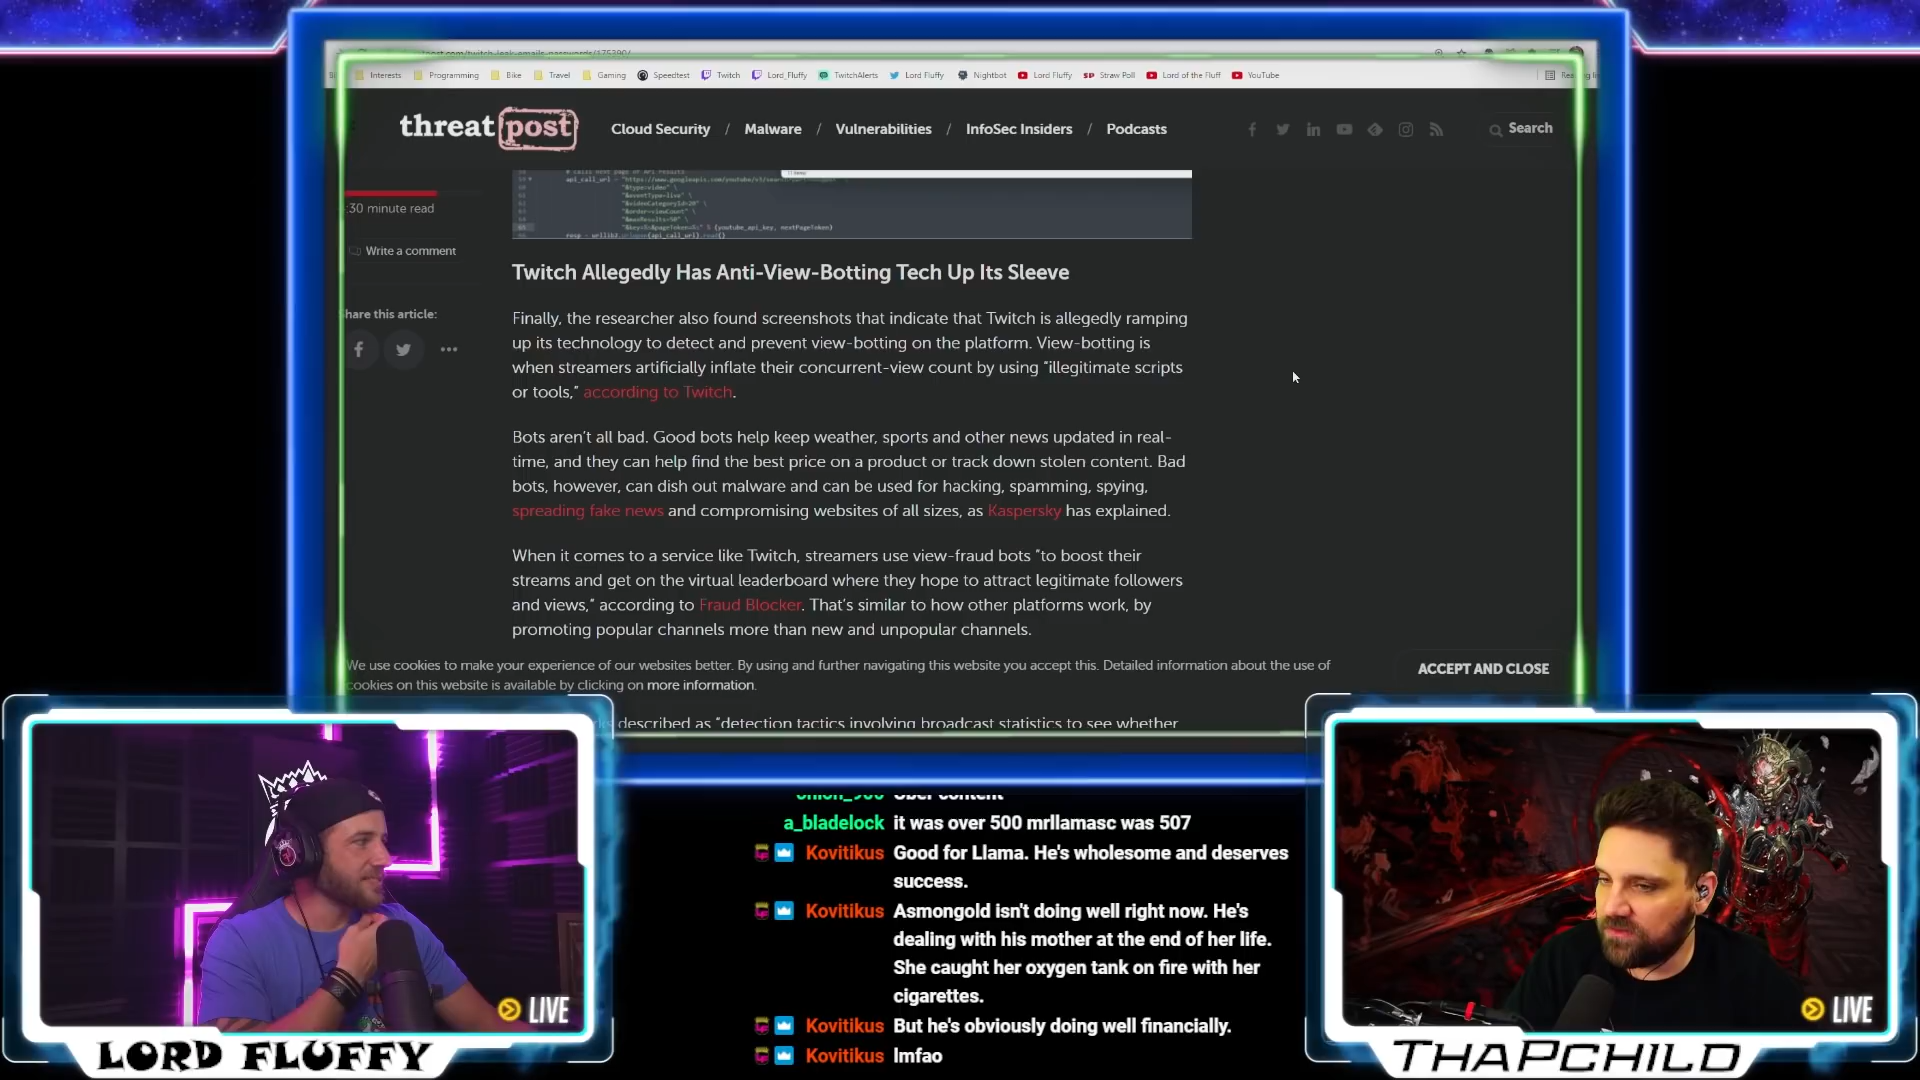 Interests Programming Bike Travel Gaming Speedtest Twitch Lord_Fluffy TwitchAlerts Lord Fluffy Nightbot Lord Fluffy SP Straw Poll Lord of the Fluff YouTube
threatpost Cloud Security / Malware / Vulnerabilities / InfoSec Insiders / Podcasts Search
:30 minute read
Write a comment
Share this article:
Twitch Allegedly Has Anti-View-Botting Tech Up Its Sleeve
Finally, the researcher also found screenshots that indicate that Twitch is allegedly ramping
up its technology to detect and prevent view-botting on the platform. View-botting is
when streamers artificially inflate their concurrent-view count by using “illegitimate scripts
or tools,” according to Twitch.
Bots aren’t all bad. Good bots help keep weather, sports and other news updated in real-
time, and they can help find the best price on a product or track down stolen content. Bad
bots, however, can dish out malware and can be used for hacking, spamming, spying,
spreading fake news and compromising websites of all sizes, as Kaspersky has explained.
When it comes to a service like Twitch, streamers use view-fraud bots “to boost their
streams and get on the virtual leaderboard where they hope to attract legitimate followers
and views,” according to Fraud Blocker. That’s similar to how other platforms work, by
promoting popular channels more than new and unpopular channels.
We use cookies to make your experience of our websites better. By using and further navigating this website you accept this. Detailed information about the use of
cookies on this website is available by clicking on more information.
ACCEPT AND CLOSE
described as “detection tactics involving broadcast statistics to see whether
a_bladelock it was over 500 mrllamasc was 507
Kovitikus Good for Llama. He's wholesome and deserves
success.
Kovitikus Asmongold isn't doing well right now. He's
dealing with his mother at the end of her life.
She caught her oxygen tank on fire with her
cigarettes.
Kovitikus But he's obviously doing well financially.
Kovitikus lmfao
LIVE
LORD FLUFFY
LIVE
THAPCHILD